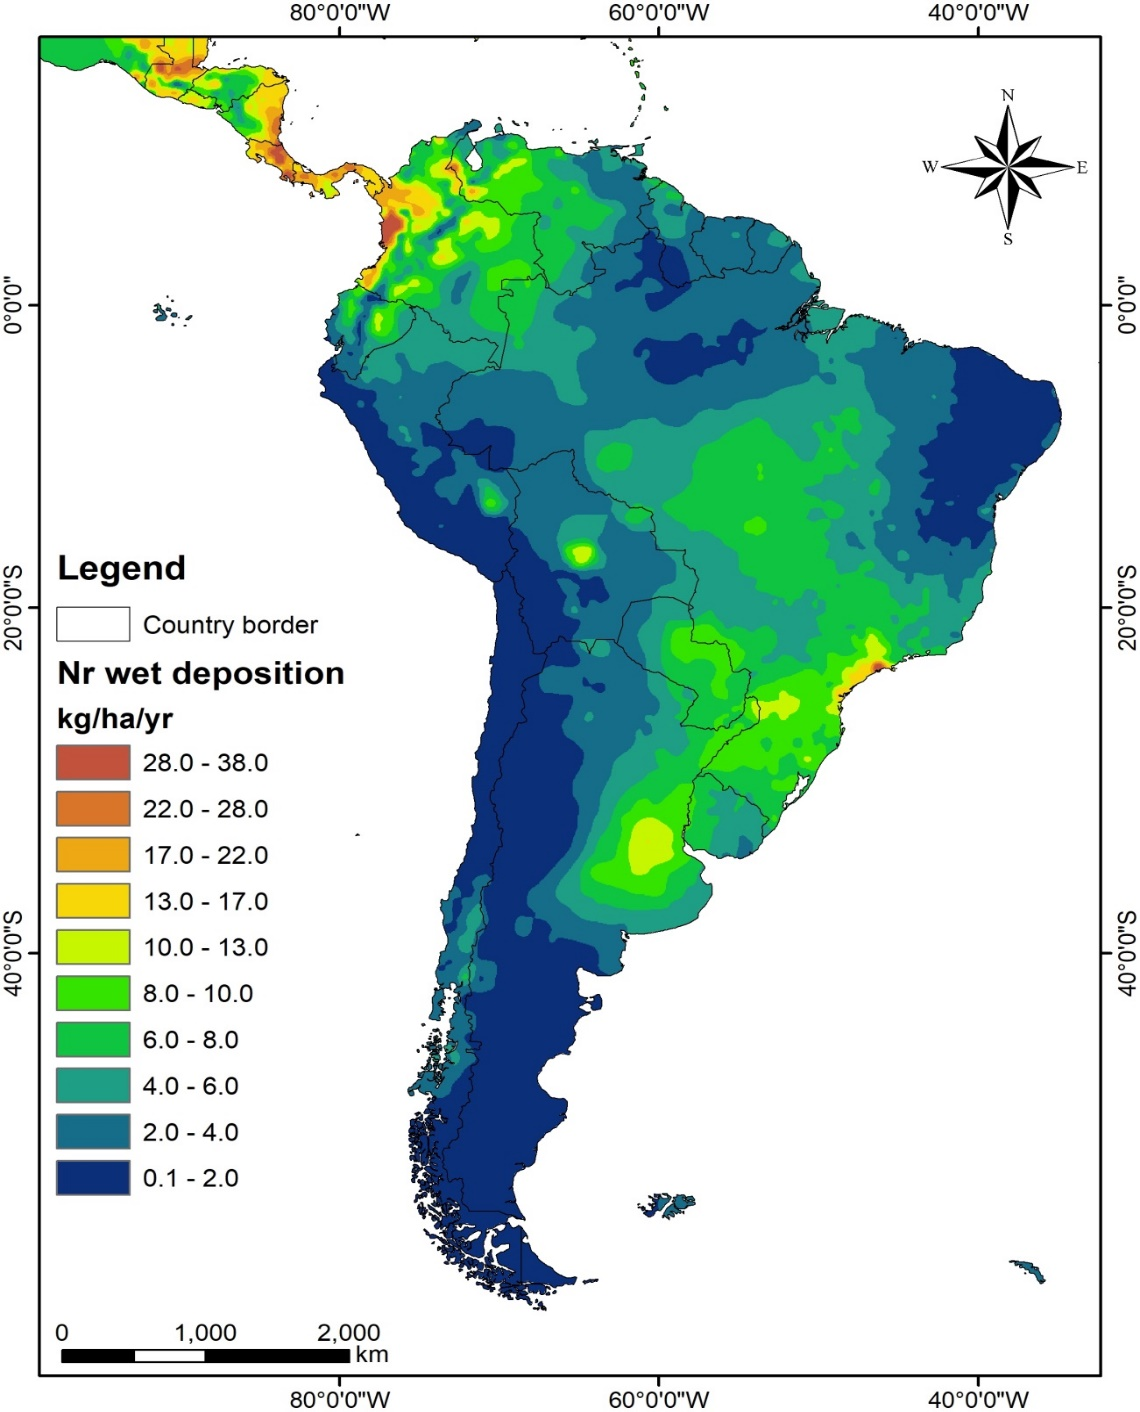 80°0'0"W 60°0'0"W 40°0'0"W
N
W E
S
0°0'0" 0°0'0"
20°0'0"S 20°0'0"S
40°0'0"S 40°0'0"S
Legend
Country border
Nr wet deposition
kg/ha/yr
28.0 - 38.0
22.0 - 28.0
17.0 - 22.0
13.0 - 17.0
10.0 - 13.0
8.0 - 10.0
6.0 - 8.0
4.0 - 6.0
2.0 - 4.0
0.1 - 2.0
0 1,000 2,000
km
80°0'0"W 60°0'0"W 40°0'0"W